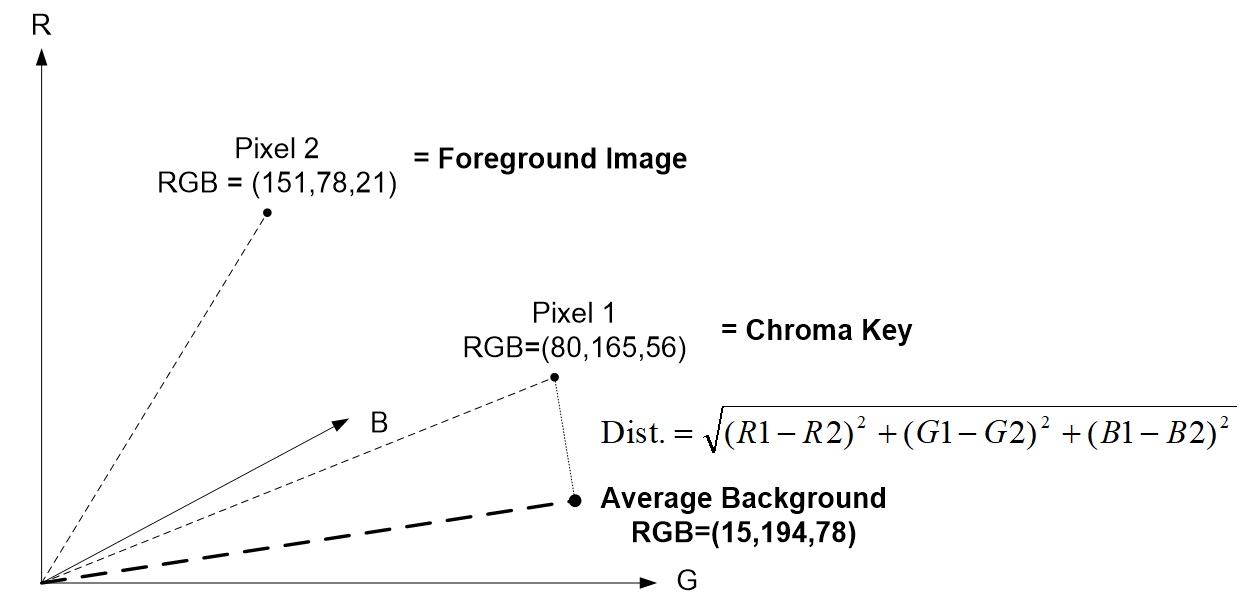 R
Pixel 2
RGB = (151,78,21)
= Foreground Image
Pixel 1
RGB=(80,165,56)
= Chroma Key
B
Dist. = √(R1−R2)² +(G1−G2)² +(B1−B2)²
Average Background
RGB=(15,194,78)
G